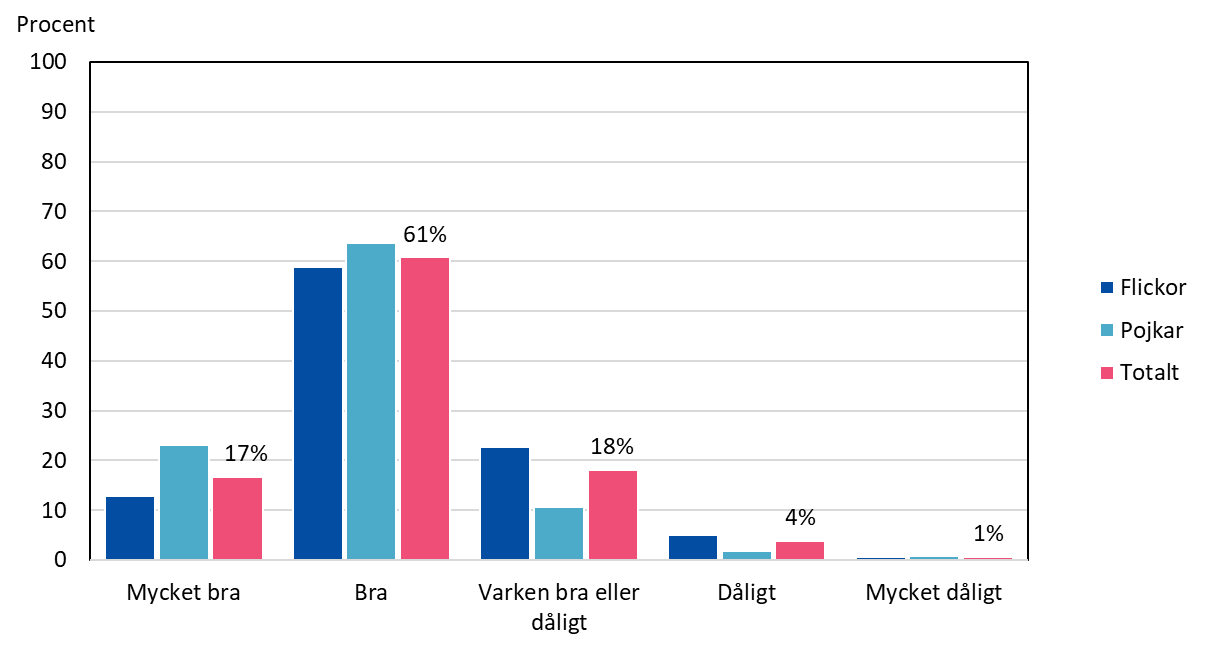 Procent
100
90
80
70
60
50
40
30
20
10
0
17%
61%
18%
4%
1%
Mycket bra
Bra
Varken bra eller
dåligt
Dåligt
Mycket dåligt
Flickor
Pojkar
Totalt